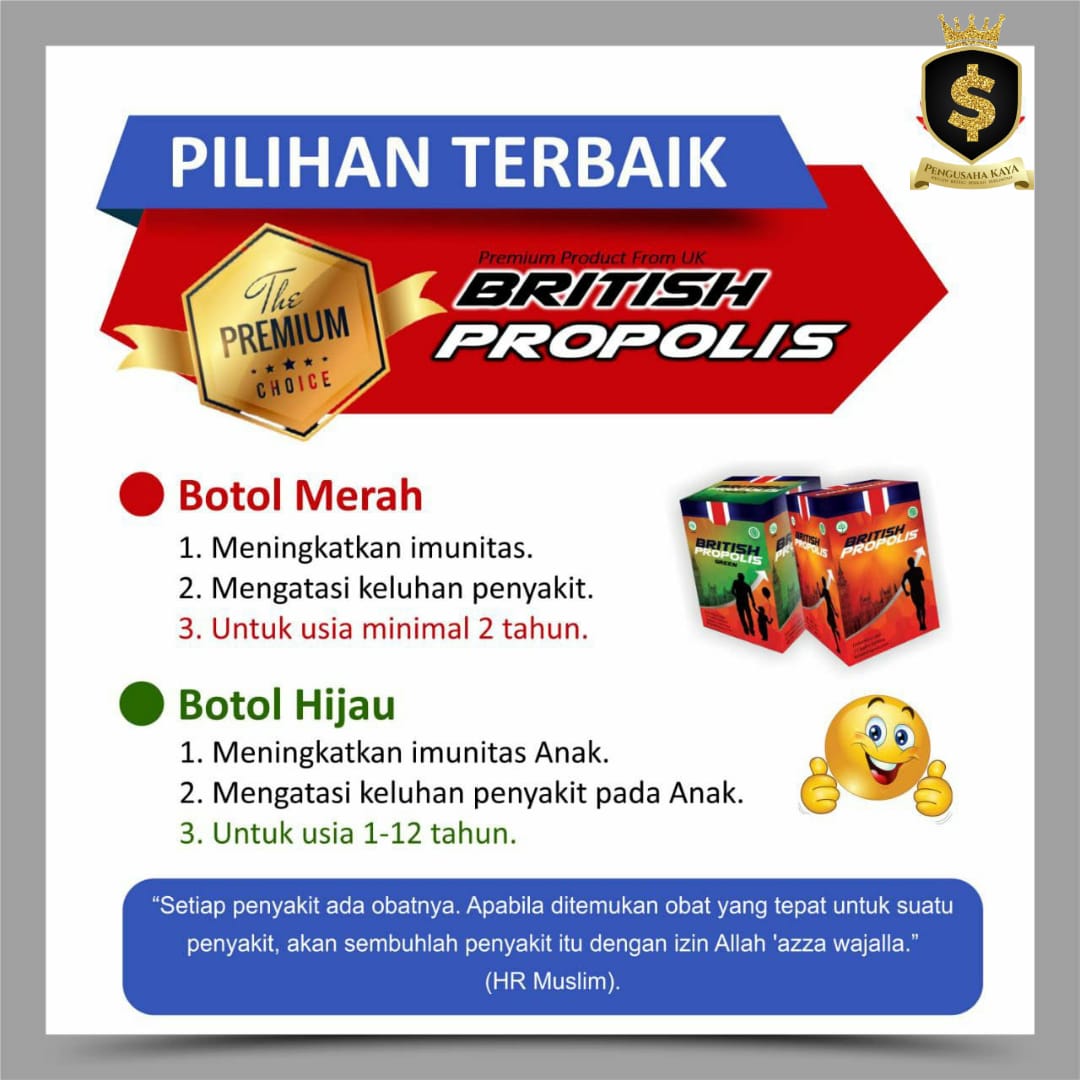 PENGUSAHA KAYA
PILIHAN TERBAIK
The
PREMIUM
CHOICE
Premium Product From UK
BRITISH
PROPOLIS
Botol Merah
1. Meningkatkan imunitas.
2. Mengatasi keluhan penyakit.
3. Untuk usia minimal 2 tahun.
BRITISH
PROPOLIS
GREEN
BRITISH
PROPOLIS
Botol Hijau
1. Meningkatkan imunitas Anak.
2. Mengatasi keluhan penyakit pada Anak.
3. Untuk usia 1-12 tahun.
“Setiap penyakit ada obatnya. Apabila ditemukan obat yang tepat untuk suatu
penyakit, akan sembuhlah penyakit itu dengan izin Allah 'azza wajalla.”
(HR Muslim).